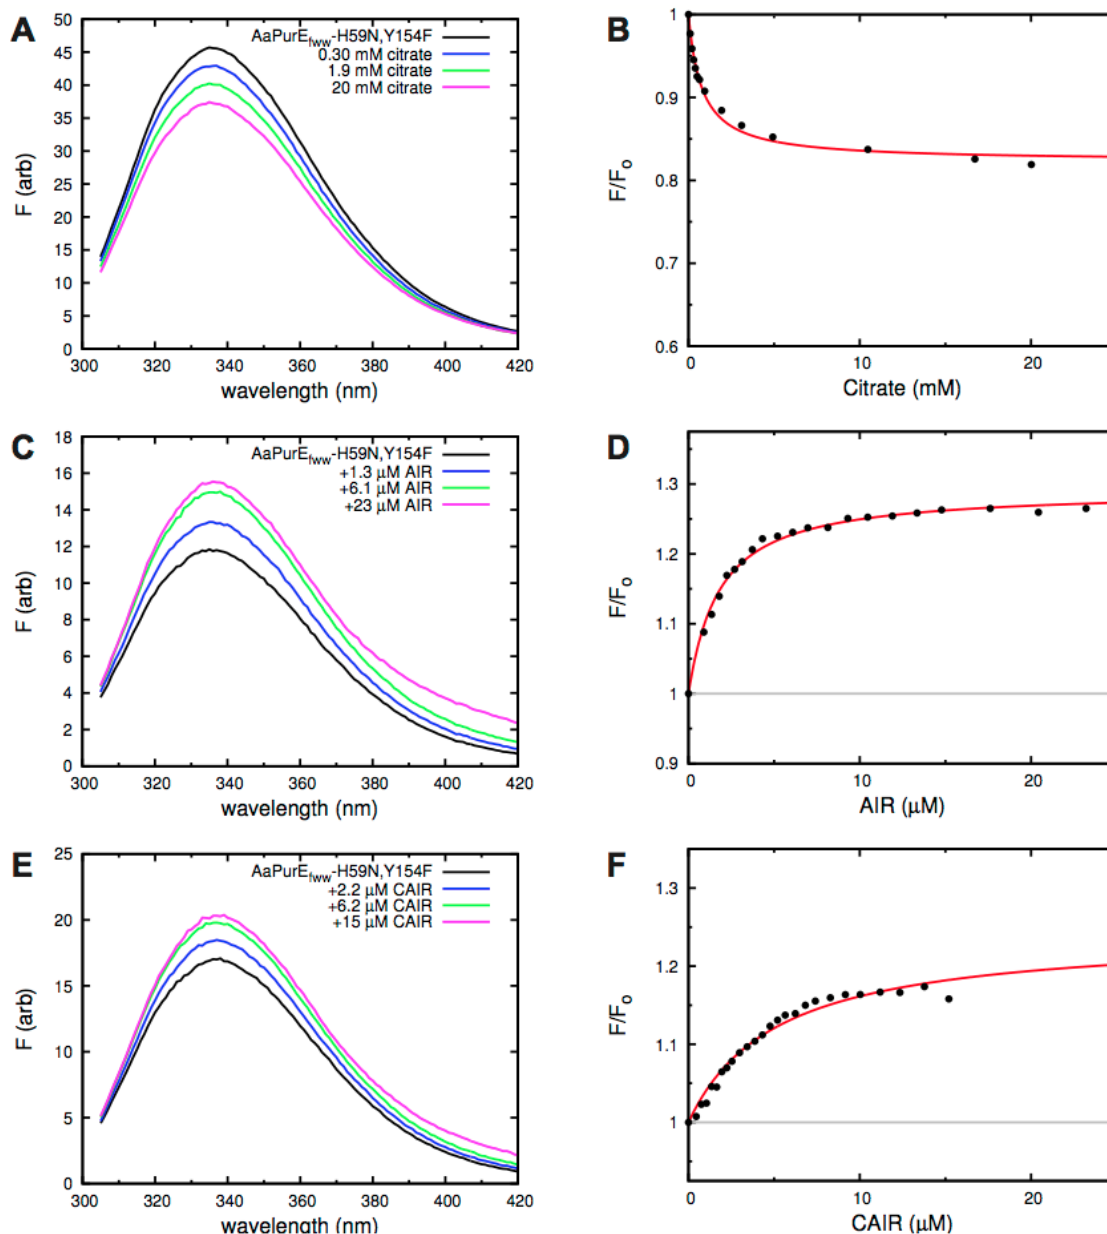 A
50
45
40
35
30
25
20
15
10
5
0
F (arb)
AaPurEfww-H59N,Y154F
0.30 mM citrate
1.9 mM citrate
20 mM citrate
300 320 340 360 380 400 420
wavelength (nm)
B
1
0.9
0.8
0.7
0.6
F/Fo
0 10 20
Citrate (mM)
C
18
16
14
12
10
8
6
4
2
0
F (arb)
AaPurEfww-H59N,Y154F
+1.3 μM AIR
+6.1 μM AIR
+23 μM AIR
300 320 340 360 380 400 420
wavelength (nm)
D
1.3
1.2
1.1
1
0.9
F/Fo
0 10 20
AIR (μM)
E
25
20
15
10
5
0
F (arb)
AaPurEfww-H59N,Y154F
+2.2 μM CAIR
+6.2 μM CAIR
+15 μM CAIR
300 320 340 360 380 400 420
wavelength (nm)
F
1.3
1.2
1.1
1
F/Fo
0 10 20
CAIR (μM)